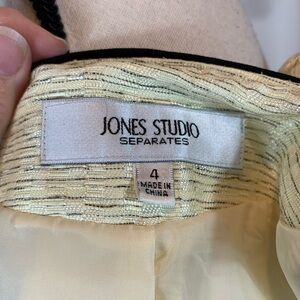 JONES STUDIO
SEPARATES
4
MADE IN
CHINA